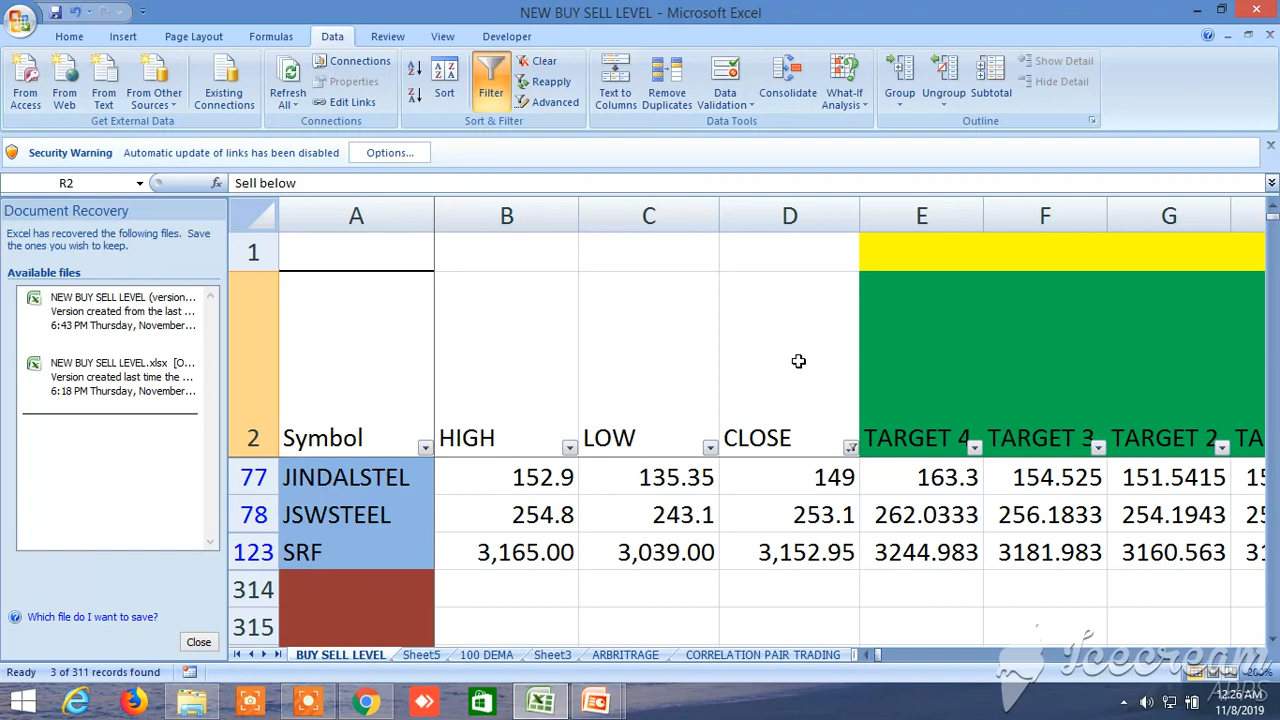 NEW BUY SELL LEVEL - Microsoft Excel
Home Insert Page Layout Formulas Data Review View Developer
From Access
From Web
From Text
From Other Sources
Existing Connections
Get External Data
Refresh All
Connections
Properties
Edit Links
Connections
Sort
Filter
Clear
Reapply
Advanced
Sort & Filter
Text to Columns
Remove Duplicates
Data Validation
Consolidate
What-If Analysis
Data Tools
Group
Ungroup
Subtotal
Show Detail
Hide Detail
Outline
Security Warning Automatic update of links has been disabled Options...
R2 fx Sell below
Document Recovery
Excel has recovered the following files. Save
the ones you wish to keep.
Available files
NEW BUY SELL LEVEL (version...
Version created from the last ...
6:43 PM Thursday, November...
NEW BUY SELL LEVEL.xlsx [O...
Version created last time the ...
6:18 PM Thursday, November...
Which file do I want to save?
Close
A B C D E F G
1
2 Symbol HIGH LOW CLOSE TARGET 4 TARGET 3 TARGET 2 TA
77 JINDALSTEL 152.9 135.35 149 163.3 154.525 151.5415 15
78 JSWSTEEL 254.8 243.1 253.1 262.0333 256.1833 254.1943 25
123 SRF 3,165.00 3,039.00 3,152.95 3244.983 3181.983 3160.563 31
314
315
BUY SELL LEVEL Sheet5 100 DEMA Sheet3 ARBRITRAGE CORRELATION PAIR TRADING
Ready 3 of 311 records found 200%
Icecream
APPS
12:26 AM
11/8/2019